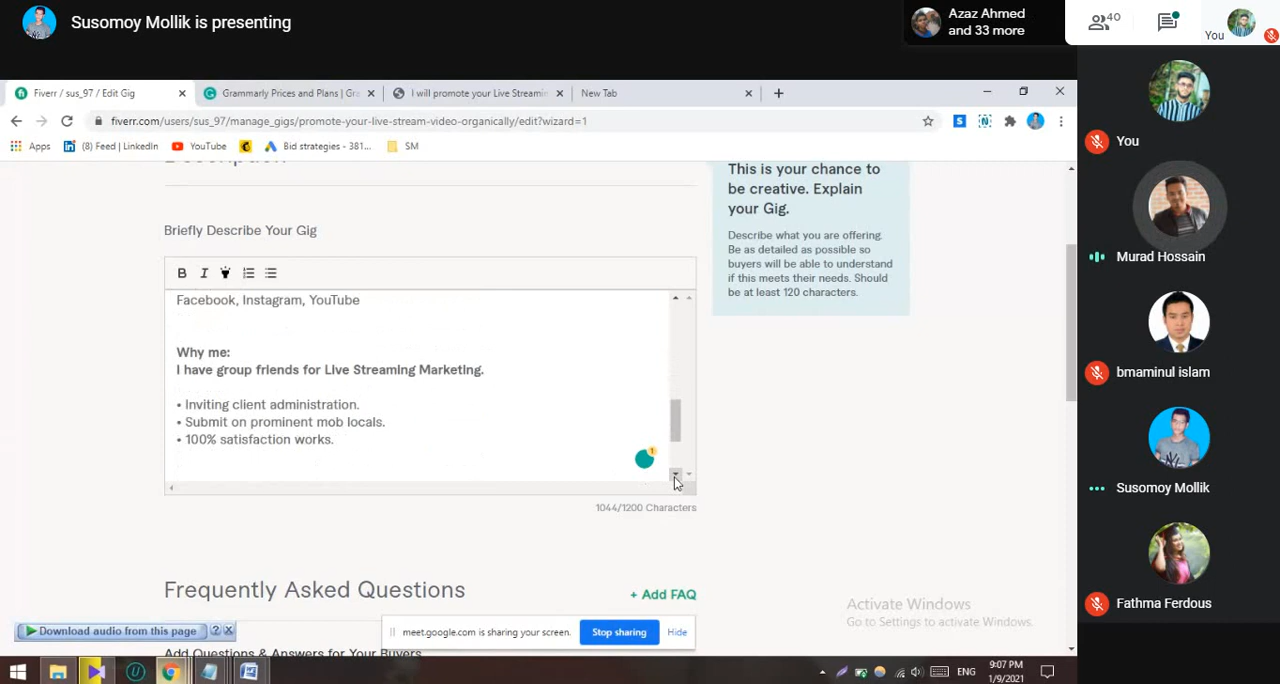 Susomoy Mollik is presenting
Azaz Ahmed
and 33 more
40
You
Fiverr / sus_97 / Edit Gig
Grammarly Prices and Plans | Gra
I will promote your Live Streamin
New Tab
fiverr.com/users/sus_97/manage_gigs/promote-your-live-stream-video-organically/edit?wizard=1
Apps
(8) Feed | LinkedIn
YouTube
Bid strategies - 381...
SM
Description
This is your chance to
be creative. Explain
your Gig.
Describe what you are offering.
Be as detailed as possible so
buyers will be able to understand
if this meets their needs. Should
be at least 120 characters.
Briefly Describe Your Gig
B I
Facebook, Instagram, YouTube
Why me:
I have group friends for Live Streaming Marketing.
• Inviting client administration.
• Submit on prominent mob locals.
• 100% satisfaction works.
1
1044/1200 Characters
Frequently Asked Questions
+ Add FAQ
Add Questions & Answers for Your Buyers.
Download audio from this page
?
meet.google.com is sharing your screen.
Stop sharing
Hide
Activate Windows
Go to Settings to activate Windows.
ENG
9:07 PM
1/9/2021
You
Murad Hossain
bmaminul islam
Susomoy Mollik
Fathma Ferdous